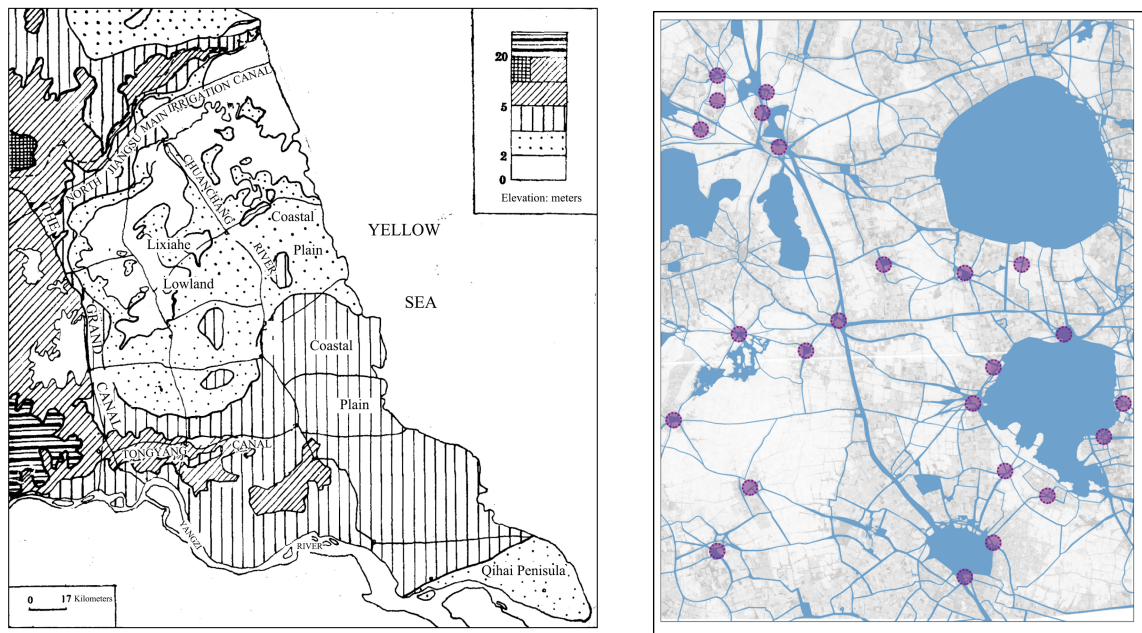 20
5
2
0
Elevation: meters
NORTH JIANGSU MAIN IRRIGATION CANAL
CHUANCHANG
RIVER
THE
GRAND
CANAL
Coastal
Plain
YELLOW
SEA
Lixiahe
Lowland
Coastal
Plain
TONGYANG
CANAL
YANGZI
RIVER
Qihai Penisula
0 17 Kilometers